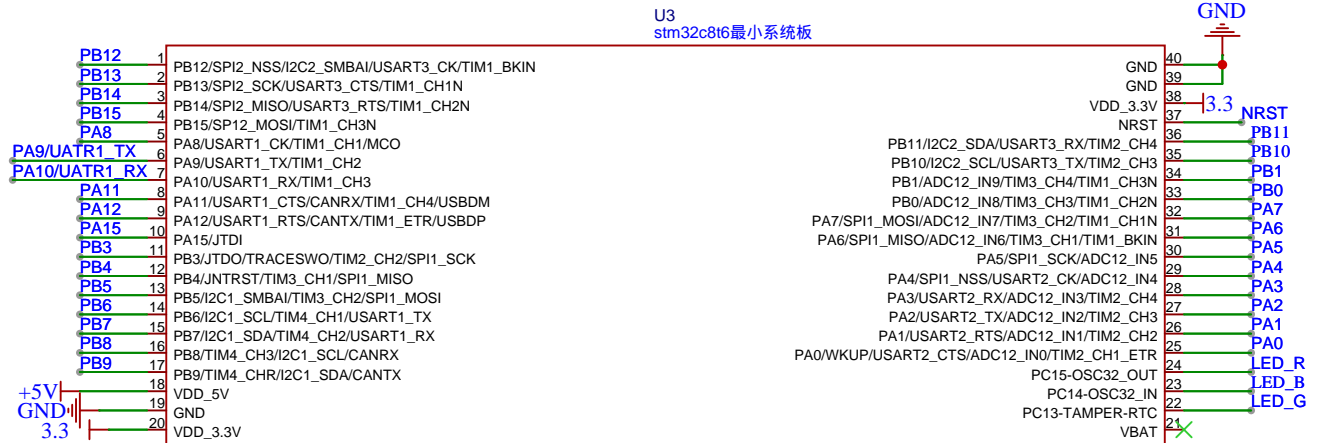 U3
stm32c8t6最小系统板
GND
PB12 1 PB12/SPI2_NSS/I2C2_SMBAI/USART3_CK/TIM1_BKIN
PB13 2 PB13/SPI2_SCK/USART3_CTS/TIM1_CH1N
PB14 3 PB14/SPI2_MISO/USART3_RTS/TIM1_CH2N
PB15 4 PB15/SP12_MOSI/TIM1_CH3N
PA8 5 PA8/USART1_CK/TIM1_CH1/MCO
PA9/UATR1_TX 6 PA9/USART1_TX/TIM1_CH2
PA10/UATR1_RX 7 PA10/USART1_RX/TIM1_CH3
PA11 8 PA11/USART1_CTS/CANRX/TIM1_CH4/USBDM
PA12 9 PA12/USART1_RTS/CANTX/TIM1_ETR/USBDP
PA15 10 PA15/JTDI
PB3 11 PB3/JTDO/TRACESWO/TIM2_CH2/SPI1_SCK
PB4 12 PB4/JNTRST/TIM3_CH1/SPI1_MISO
PB5 13 PB5/I2C1_SMBAI/TIM3_CH2/SPI1_MOSI
PB6 14 PB6/I2C1_SCL/TIM4_CH1/USART1_TX
PB7 15 PB7/I2C1_SDA/TIM4_CH2/USART1_RX
PB8 16 PB8/TIM4_CH3/I2C1_SCL/CANRX
PB9 17 PB9/TIM4_CHR/I2C1_SDA/CANTX
+5V 18 VDD_5V
GND 19 GND
3.3 20 VDD_3.3V
GND 40
GND 39
VDD_3.3V 38 3.3
NRST 37 NRST
PB11/I2C2_SDA/USART3_RX/TIM2_CH4 36 PB11
PB10/I2C2_SCL/USART3_TX/TIM2_CH3 35 PB10
PB1/ADC12_IN9/TIM3_CH4/TIM1_CH3N 34 PB1
PB0/ADC12_IN8/TIM3_CH3/TIM1_CH2N 33 PB0
PA7/SPI1_MOSI/ADC12_IN7/TIM3_CH2/TIM1_CH1N 32 PA7
PA6/SPI1_MISO/ADC12_IN6/TIM3_CH1/TIM1_BKIN 31 PA6
PA5/SPI1_SCK/ADC12_IN5 30 PA5
PA4/SPI1_NSS/USART2_CK/ADC12_IN4 29 PA4
PA3/USART2_RX/ADC12_IN3/TIM2_CH4 28 PA3
PA2/USART2_TX/ADC12_IN2/TIM2_CH3 27 PA2
PA1/USART2_RTS/ADC12_IN1/TIM2_CH2 26 PA1
PA0/WKUP/USART2_CTS/ADC12_IN0/TIM2_CH1_ETR 25 PA0
PC15-OSC32_OUT 24 LED_R
PC14-OSC32_IN 23 LED_B
PC13-TAMPER-RTC 22 LED_G
VBAT 21